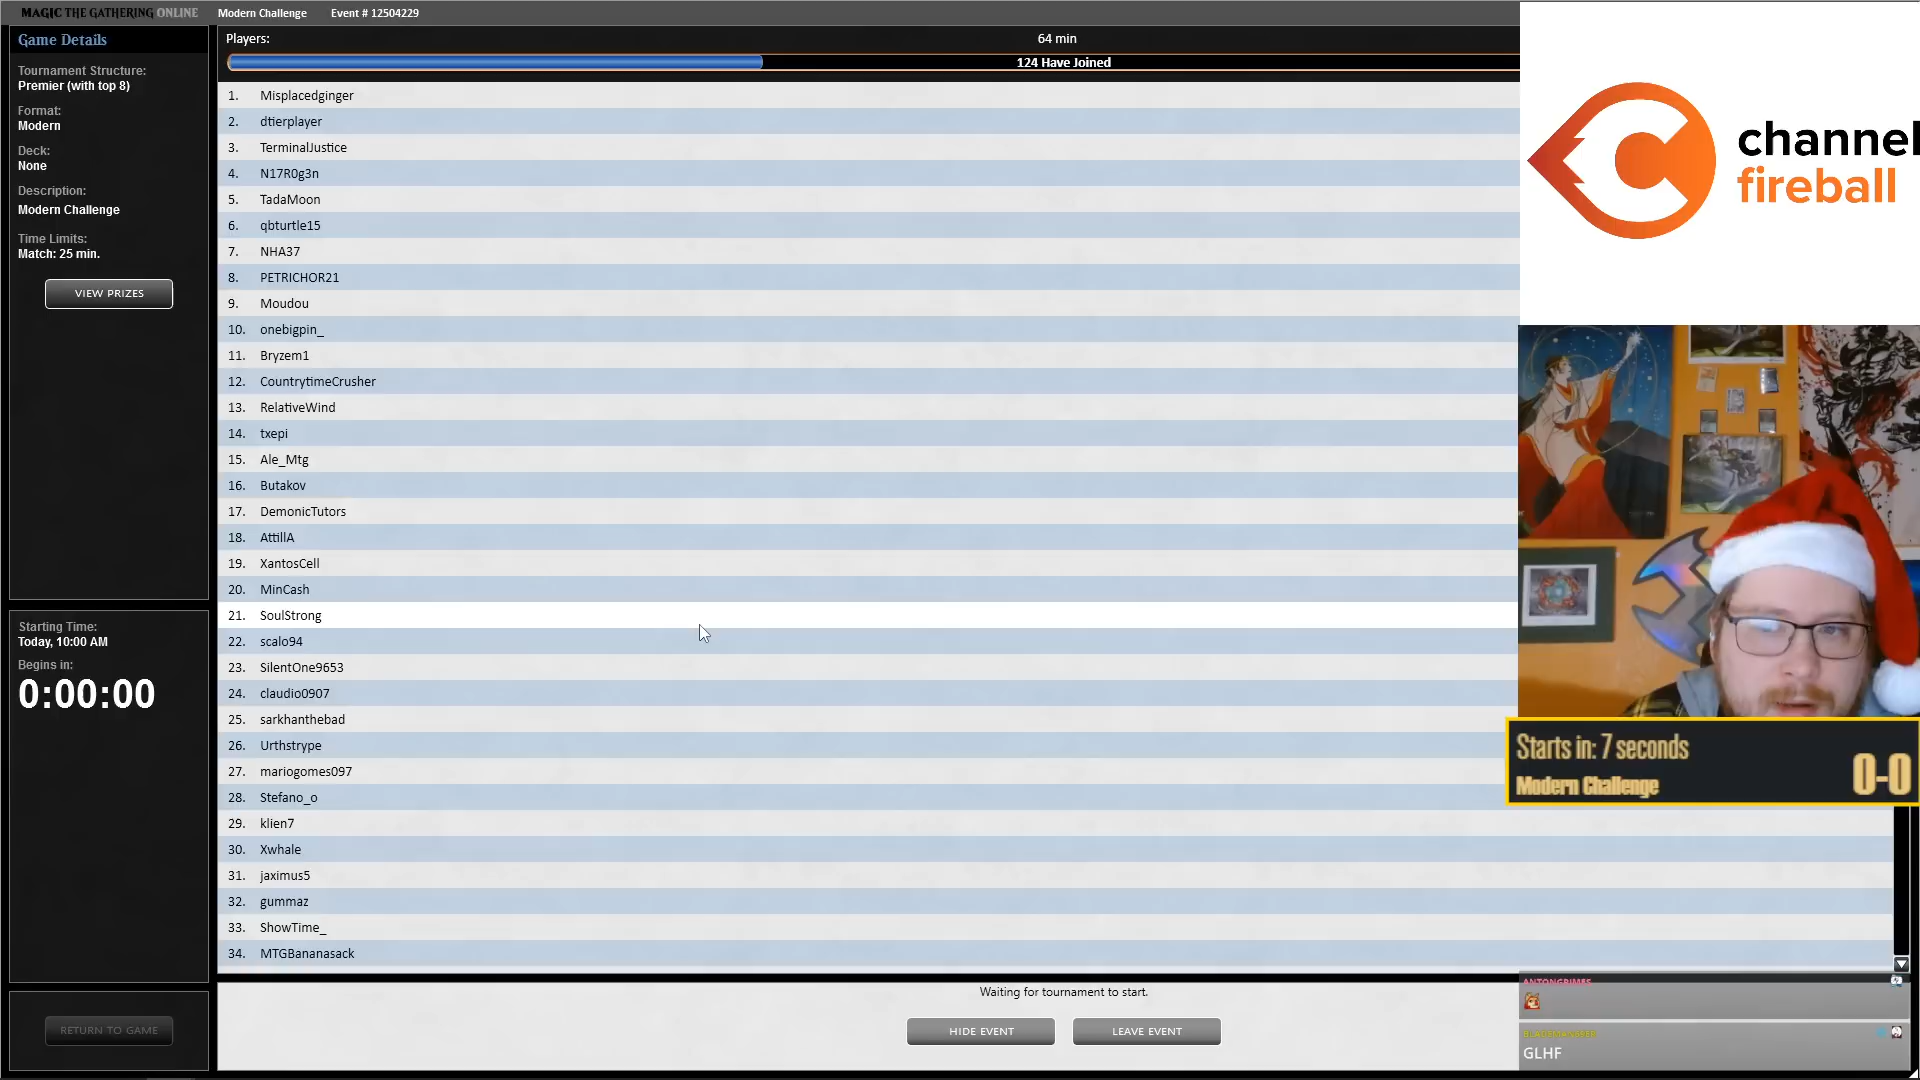 MAGIC THE GATHERING ONLINE Modern Challenge Event # 12504229
Game Details
Tournament Structure:
Premier (with top 8)
Format:
Modern
Deck:
None
Description:
Modern Challenge
Time Limits:
Match: 25 min.
VIEW PRIZES
Starting Time:
Today, 10:00 AM
Begins in:
0:00:00
RETURN TO GAME
Players:
64 min
124 Have Joined
1. Misplacedginger
2. dtierplayer
3. TerminalJustice
4. N17R0g3n
5. TadaMoon
6. qbturtle15
7. NHA37
8. PETRICHOR21
9. Moudou
10. onebigpin_
11. Bryzem1
12. CountrytimeCrusher
13. RelativeWind
14. txepi
15. Ale_Mtg
16. Butakov
17. DemonicTutors
18. AttillA
19. XantosCell
20. MinCash
21. SoulStrong
22. scalo94
23. SilentOne9653
24. claudio0907
25. sarkhanthebad
26. Urthstrype
27. mariogomes097
28. Stefano_o
29. klien7
30. Xwhale
31. jaximus5
32. gummaz
33. ShowTime_
34. MTGBananasack
Waiting for tournament to start.
HIDE EVENT
LEAVE EVENT
channel
fireball
Starts in: 7 seconds
Modern Challenge
0-0
GLHF